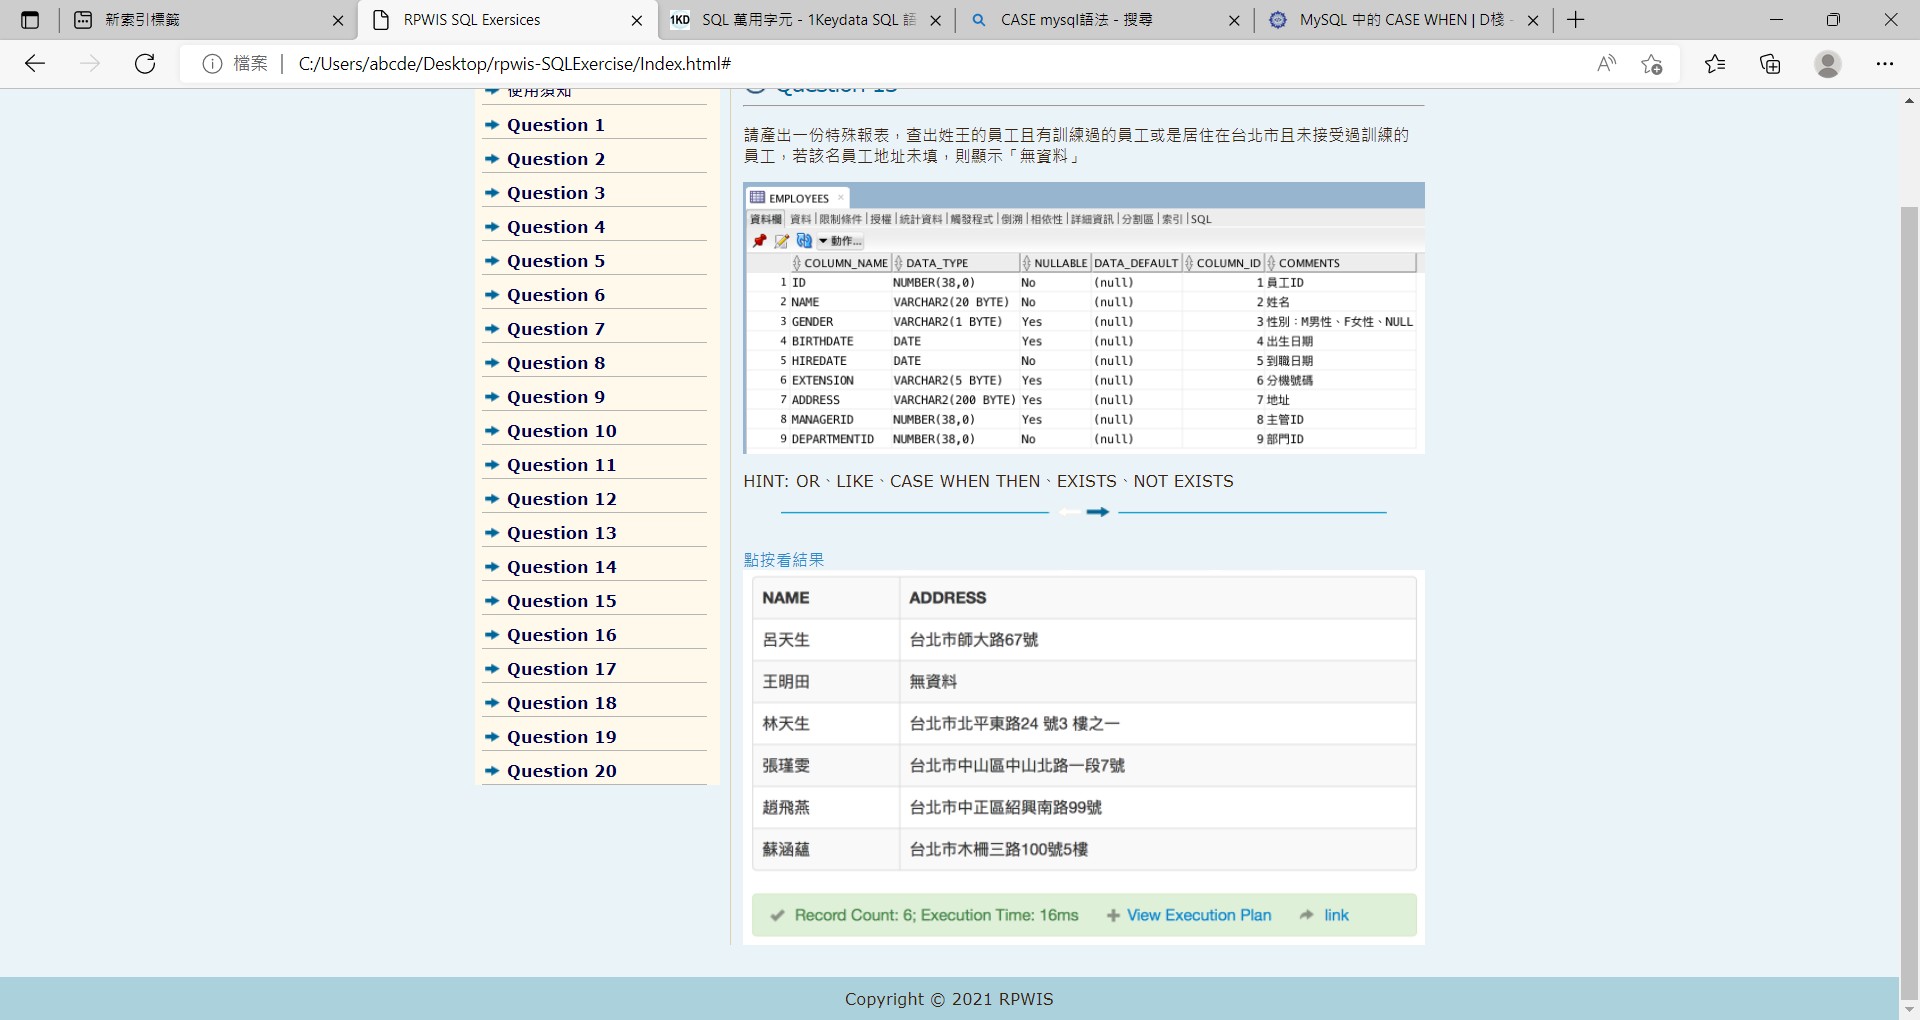 新索引標籤
RPWIS SQL Exersices
1KD SQL 萬用字元 - 1Keydata SQL 語
CASE mysql語法 - 搜尋
MySQL 中的 CASE WHEN | D棧 -
檔案 C:/Users/abcde/Desktop/rpwis-SQLExercise/Index.html#
使用須知
Question 1
Question 2
Question 3
Question 4
Question 5
Question 6
Question 7
Question 8
Question 9
Question 10
Question 11
Question 12
Question 13
Question 14
Question 15
Question 16
Question 17
Question 18
Question 19
Question 20
請產出一份特殊報表，查出姓王的員工且有訓練過的員工或是居住在台北市且未接受過訓練的
員工，若該名員工地址未填，則顯示「無資料」
EMPLOYEES
資料欄 資料 限制條件 授權 統計資料 觸發程式 倒溯 相依性 詳細資訊 分割區 索引 SQL
動作...
COLUMN_NAME DATA_TYPE NULLABLE DATA_DEFAULT COLUMN_ID COMMENTS
1 ID NUMBER(38,0) No (null) 1 員工ID
2 NAME VARCHAR2(20 BYTE) No (null) 2 姓名
3 GENDER VARCHAR2(1 BYTE) Yes (null) 3 性別：M男性、F女性、NULL
4 BIRTHDATE DATE Yes (null) 4 出生日期
5 HIREDATE DATE No (null) 5 到職日期
6 EXTENSION VARCHAR2(5 BYTE) Yes (null) 6 分機號碼
7 ADDRESS VARCHAR2(200 BYTE) Yes (null) 7 地址
8 MANAGERID NUMBER(38,0) Yes (null) 8 主管ID
9 DEPARTMENTID NUMBER(38,0) No (null) 9 部門ID
HINT: OR、LIKE、CASE WHEN THEN、EXISTS、NOT EXISTS
點按看結果
NAME ADDRESS
呂天生 台北市師大路67號
王明田 無資料
林天生 台北市北平東路24 號3 樓之一
張瑾雯 台北市中山區中山北路一段7號
趙飛燕 台北市中正區紹興南路99號
蘇涵蘊 台北市木柵三路100號5樓
Record Count: 6; Execution Time: 16ms View Execution Plan link
Copyright © 2021 RPWIS